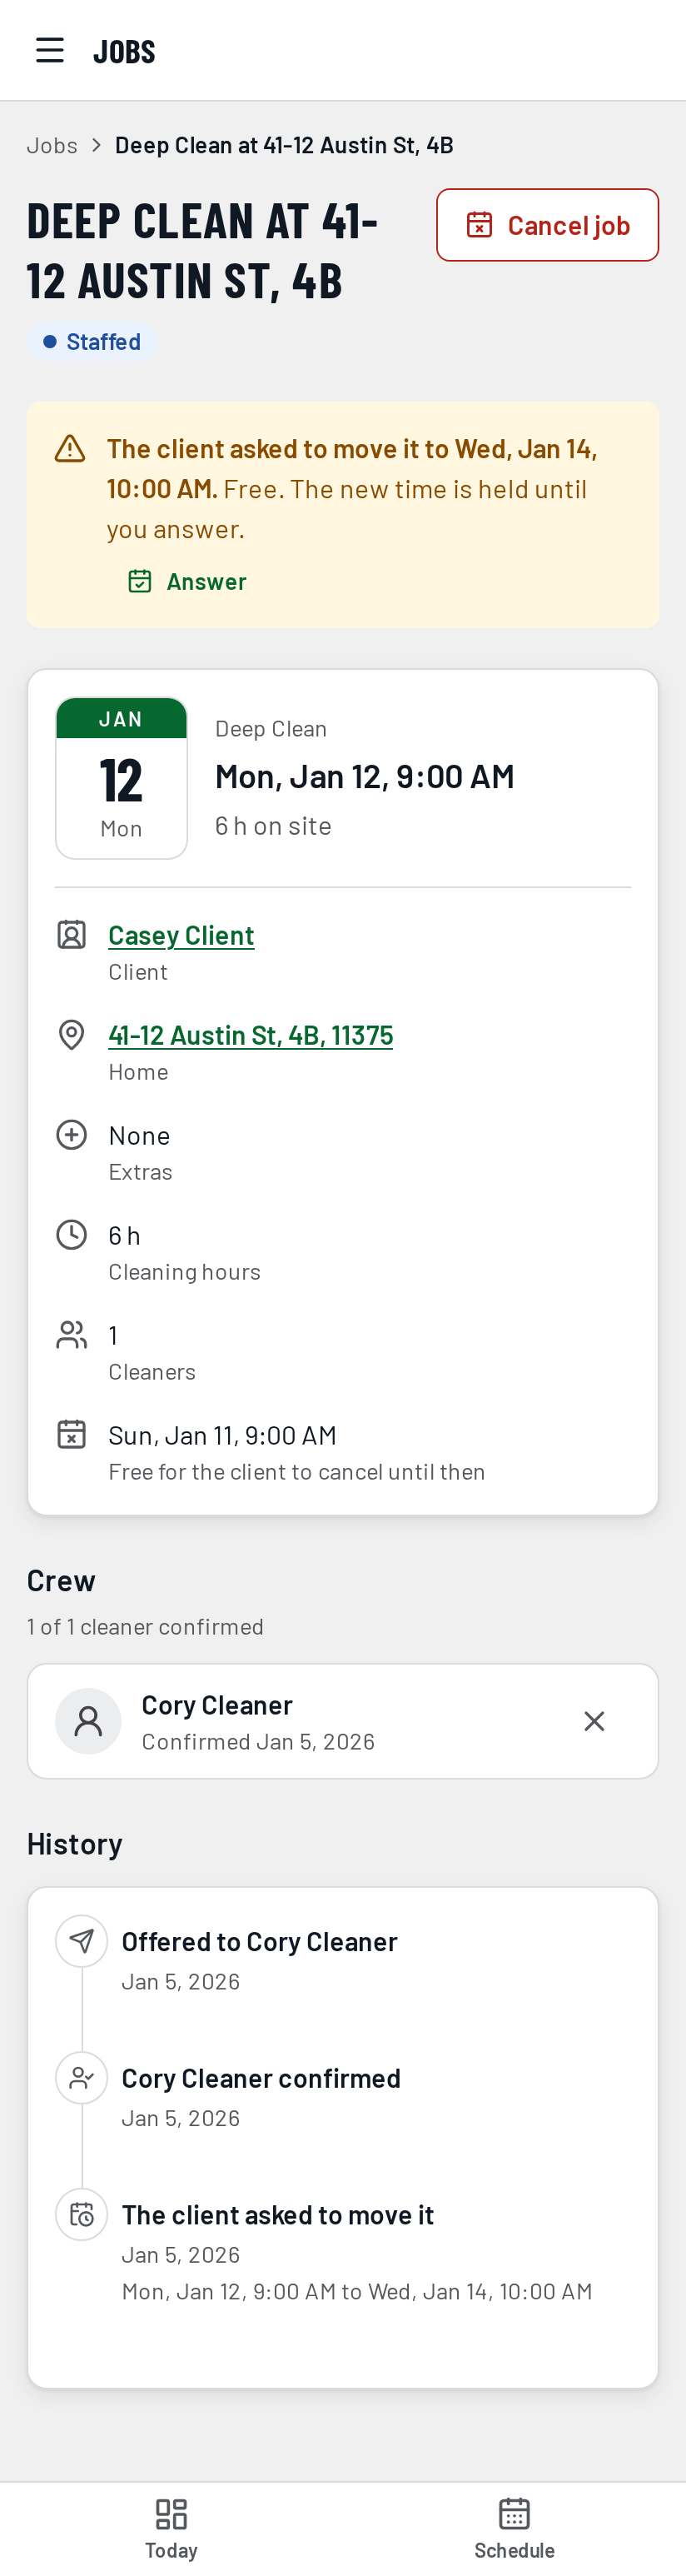 JOBS
Jobs > Deep Clean at 41-12 Austin St, 4B
DEEP CLEAN AT 41-
12 AUSTIN ST, 4B
Cancel job
Staffed
The client asked to move it to Wed, Jan 14,
10:00 AM. Free. The new time is held until
you answer.
Answer
JAN
12
Mon
Deep Clean
Mon, Jan 12, 9:00 AM
6 h on site
Casey Client
Client
41-12 Austin St, 4B, 11375
Home
None
Extras
6 h
Cleaning hours
1
Cleaners
Sun, Jan 11, 9:00 AM
Free for the client to cancel until then
Crew
1 of 1 cleaner confirmed
Cory Cleaner
Confirmed Jan 5, 2026
History
Offered to Cory Cleaner
Jan 5, 2026
Cory Cleaner confirmed
Jan 5, 2026
The client asked to move it
Jan 5, 2026
Mon, Jan 12, 9:00 AM to Wed, Jan 14, 10:00 AM
Today
Schedule